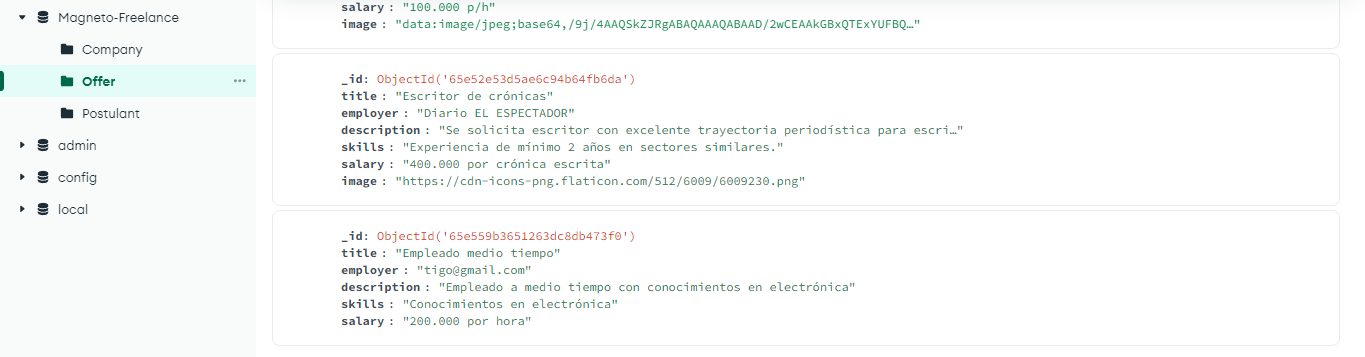 Magneto-Freelance
Company
Offer
Postulant
admin
config
local
salary : "100.000 p/h"
image : "data:image/jpeg;base64,/9j/4AAQSkZJRgABAQAAAQABAAD/2wCEAAkGBxQTExYUFBQ…"
_id: ObjectId('65e52e53d5ae6c94b64fb6da')
title : "Escritor de crónicas"
employer : "Diario EL ESPECTADOR"
description : "Se solicita escritor con excelente trayectoria periodística para escri…"
skills : "Experiencia de mínimo 2 años en sectores similares."
salary : "400.000 por crónica escrita"
image : "https://cdn-icons-png.flaticon.com/512/6009/6009230.png"
_id: ObjectId('65e559b3651263dc8db473f0')
title : "Empleado medio tiempo"
employer : "tigo@gmail.com"
description : "Empleado a medio tiempo con conocimientos en electrónica"
skills : "Conocimientos en electrónica"
salary : "200.000 por hora"